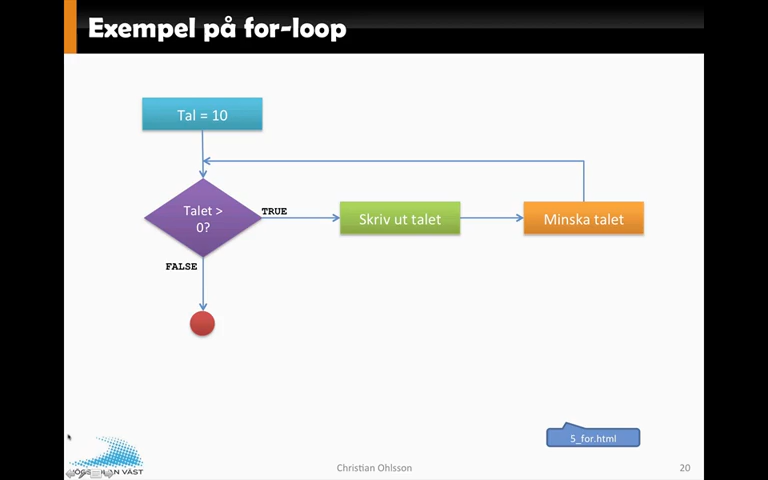 Exempel på for-loop
Tal = 10
Talet >
0?
TRUE
Skriv ut talet
Minska talet
FALSE
5_for.html
VÄST
Christian Ohlsson
20